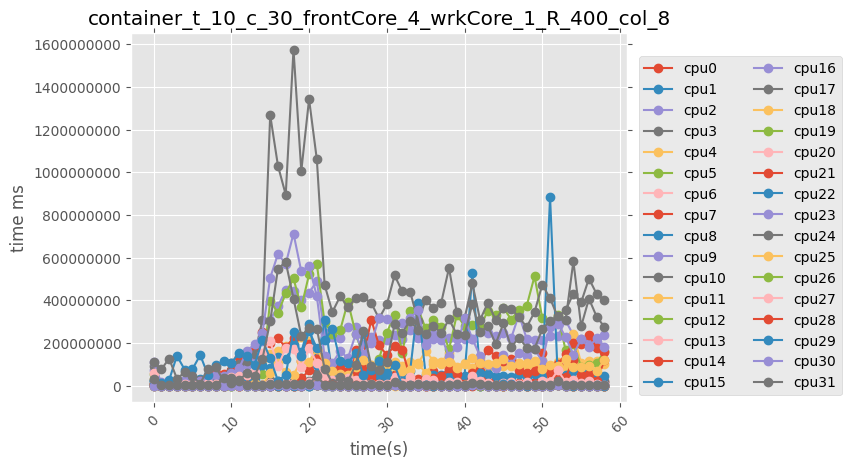 container_t_10_c_30_frontCore_4_wrkCore_1_R_400_col_8
1600000000
1400000000
1200000000
1000000000
800000000
600000000
400000000
200000000
0
time ms
0
10
20
30
40
50
60
time(s)
cpu0
cpu1
cpu2
cpu3
cpu4
cpu5
cpu6
cpu7
cpu8
cpu9
cpu10
cpu11
cpu12
cpu13
cpu14
cpu15
cpu16
cpu17
cpu18
cpu19
cpu20
cpu21
cpu22
cpu23
cpu24
cpu25
cpu26
cpu27
cpu28
cpu29
cpu30
cpu31